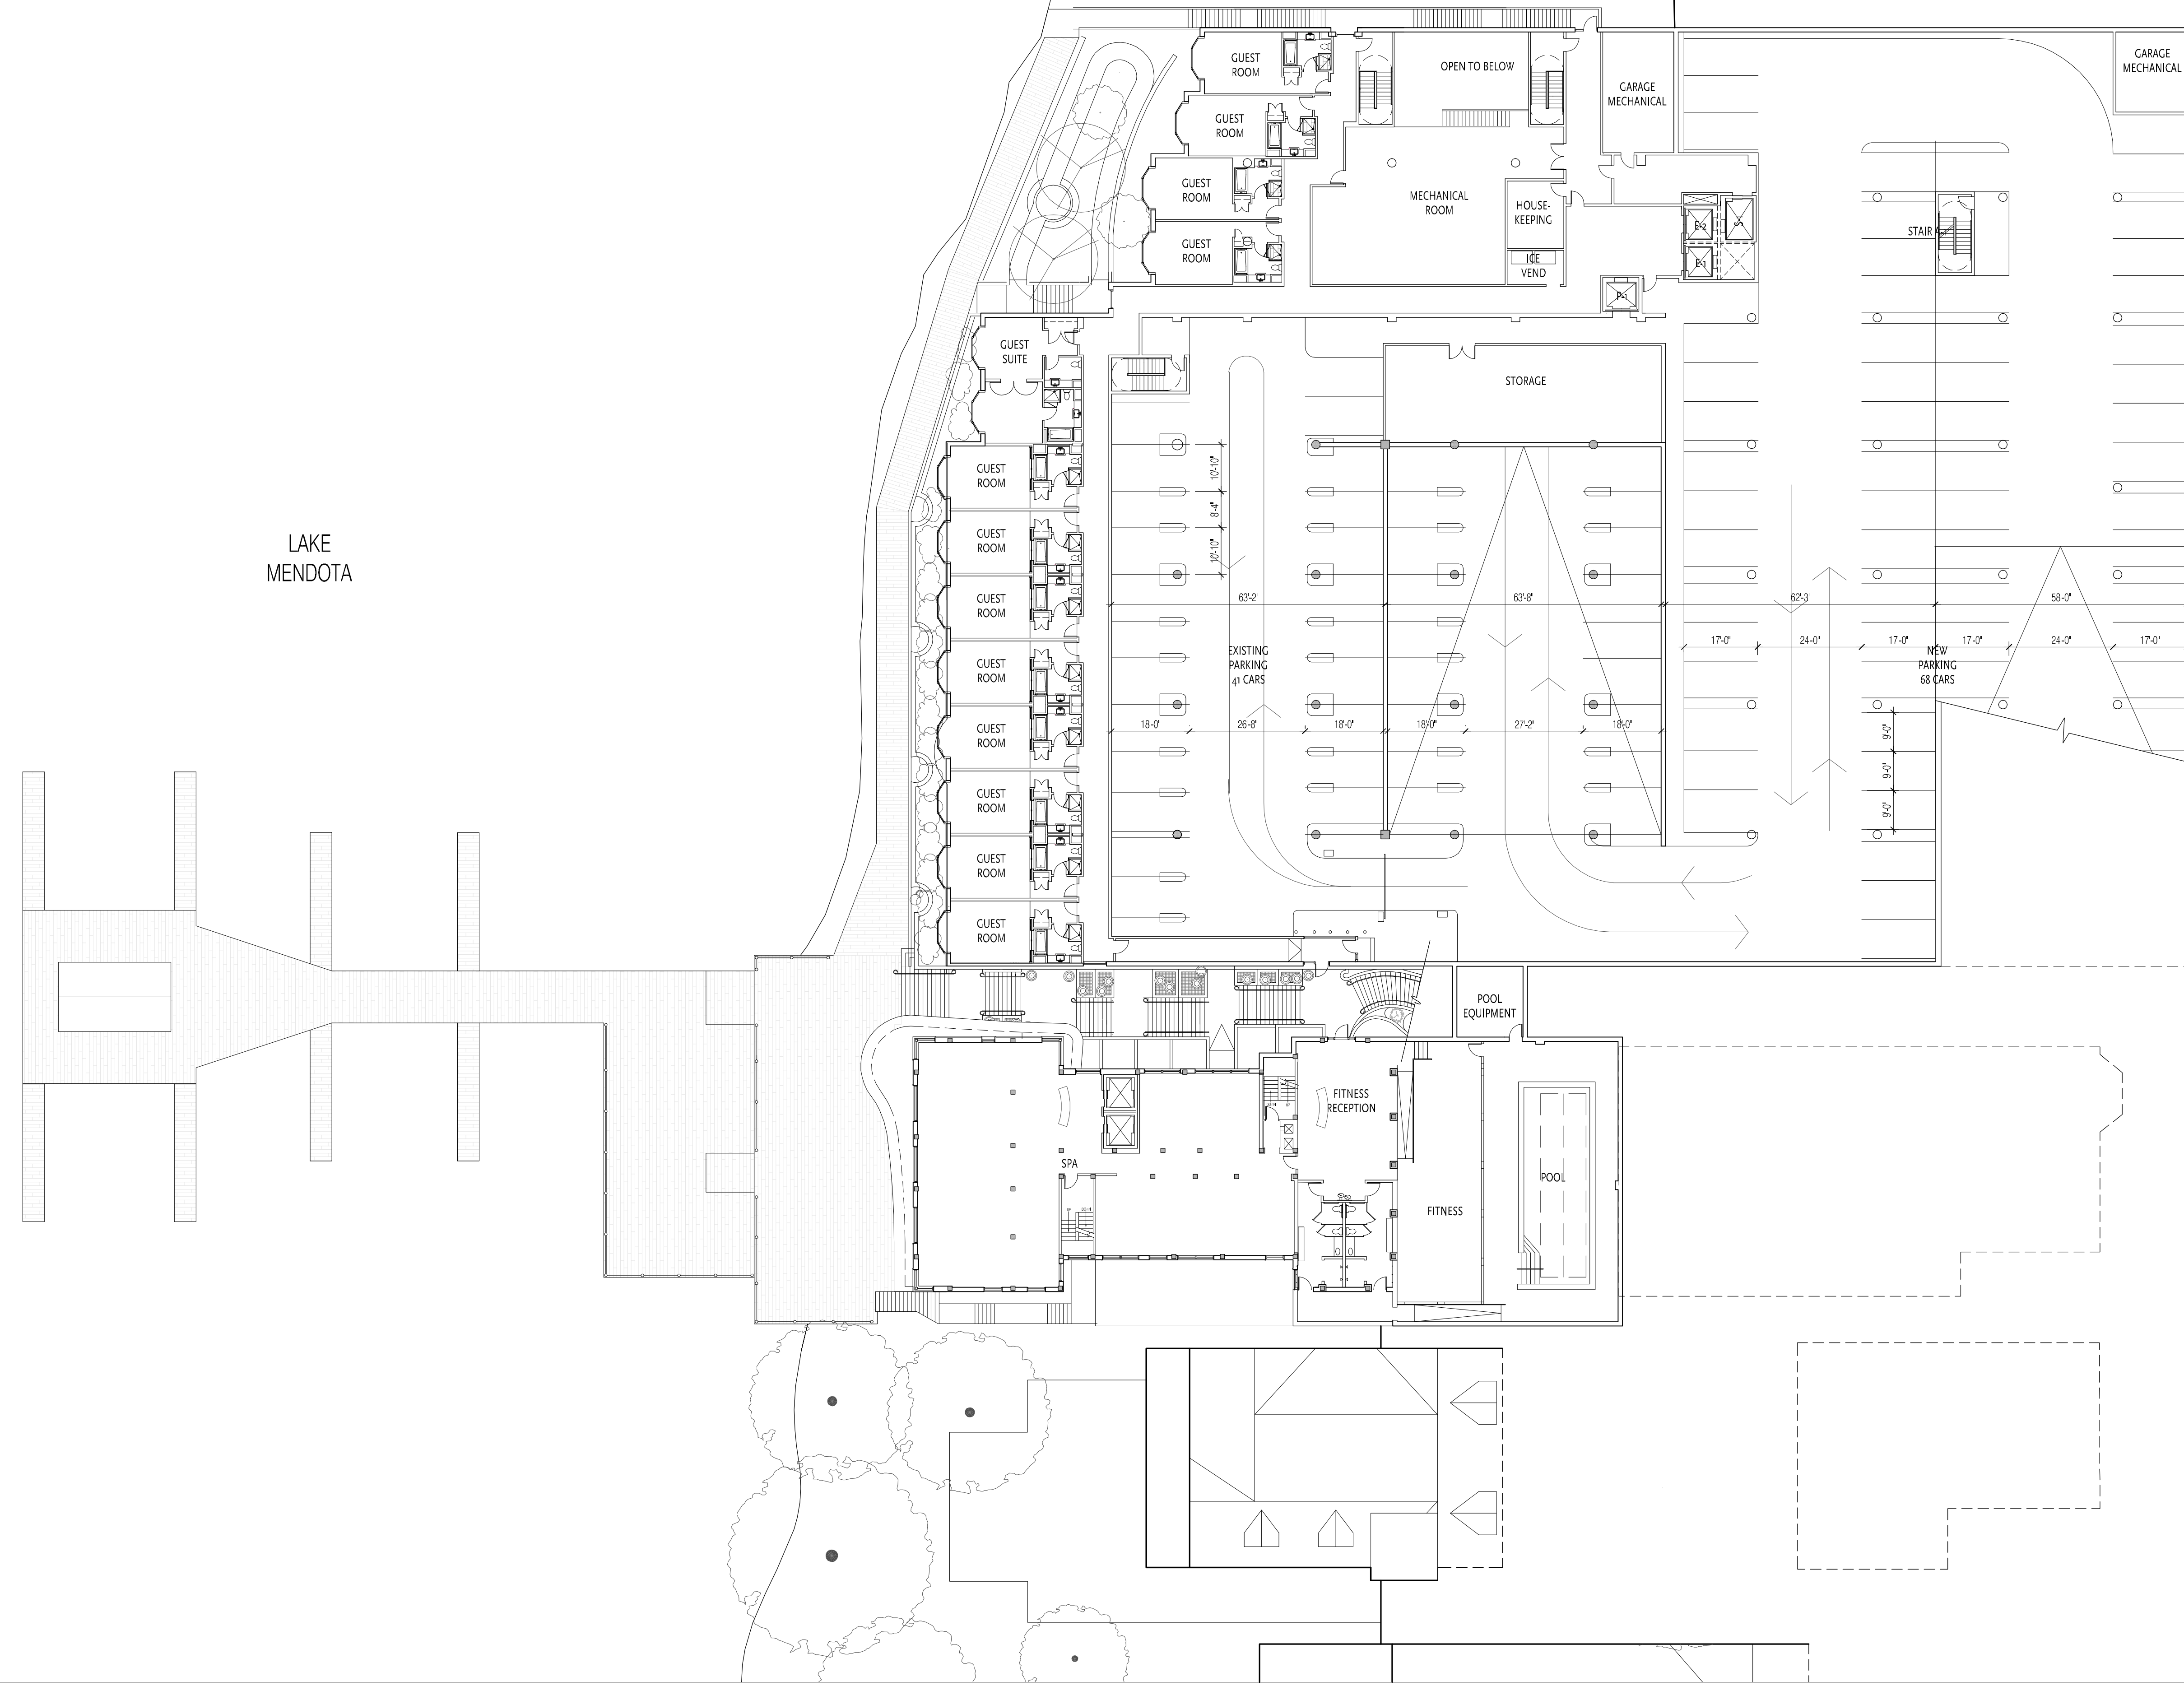 GUEST
ROOM
OPEN TO BELOW
GARAGE
MECHANICAL
GARAGE
MECHANICAL
GUEST
ROOM
GUEST
ROOM
MECHANICAL
ROOM
HOUSE-
KEEPING
E-2
S-1
STAIR A-1
GUEST
ROOM
ICE
VEND
E-1
P-1
GUEST
SUITE
STORAGE
GUEST
ROOM
10'-10"
8'-4"
10'-10"
GUEST
ROOM
LAKE
MENDOTA
GUEST
ROOM
63'-2"
63'-8"
62'-3"
58'-0"
17'-0"
24'-0"
17'-0"
17'-0"
24'-0"
17'-0"
GUEST
ROOM
EXISTING
PARKING
41 CARS
NEW
PARKING
68 CARS
GUEST
ROOM
18'-0"
26'-8"
18'-0"
18'-0"
27'-2"
18'-0"
9'-0"
9'-0"
9'-0"
GUEST
ROOM
GUEST
ROOM
GUEST
ROOM
POOL
EQUIPMENT
FITNESS
RECEPTION
SPA
POOL
FITNESS